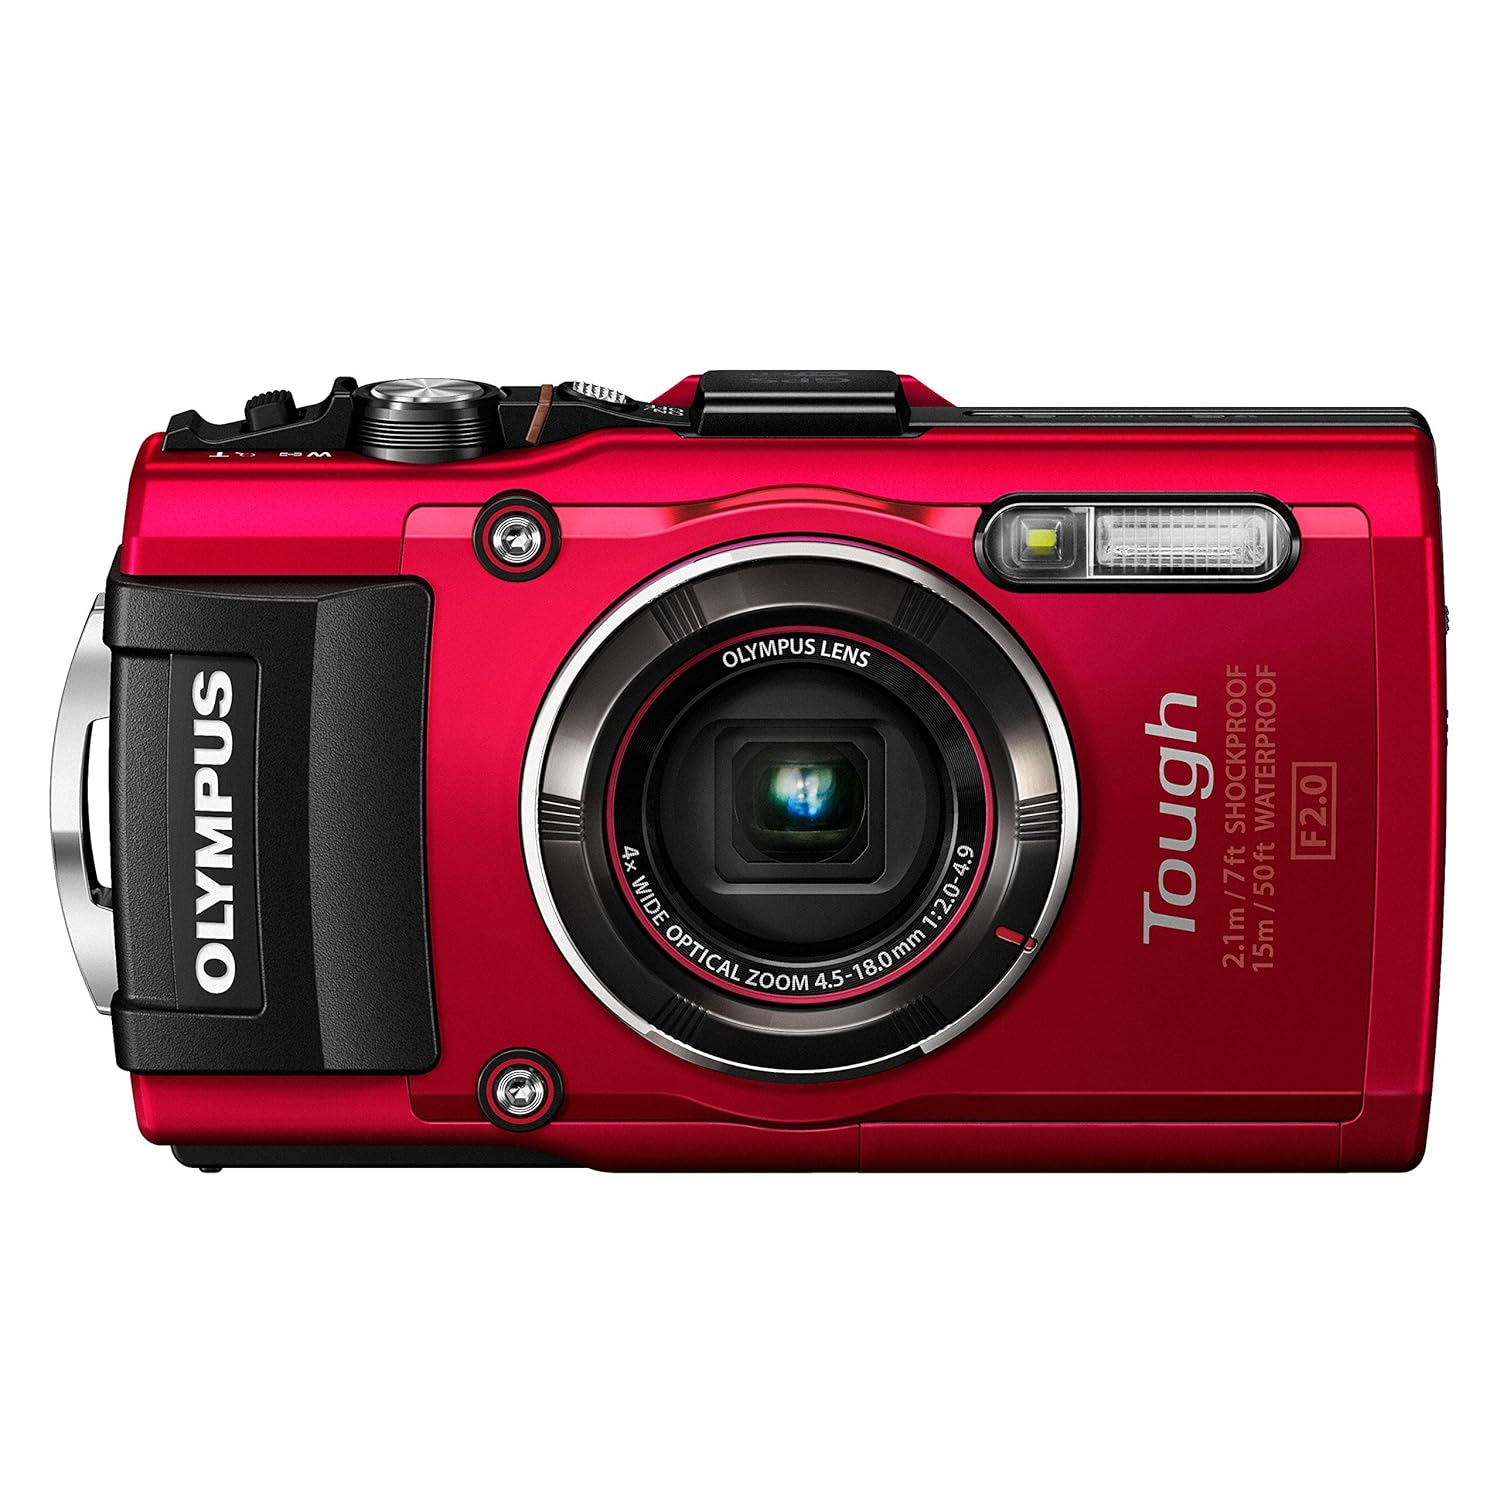 W T
GPS
OLYMPUS LENS
4x WIDE OPTICAL ZOOM 4.5-18.0mm 1:2.0-4.9
OLYMPUS
Tough
2.1m / 7ft SHOCKPROOF
15m / 50ft WATERPROOF
F2.0